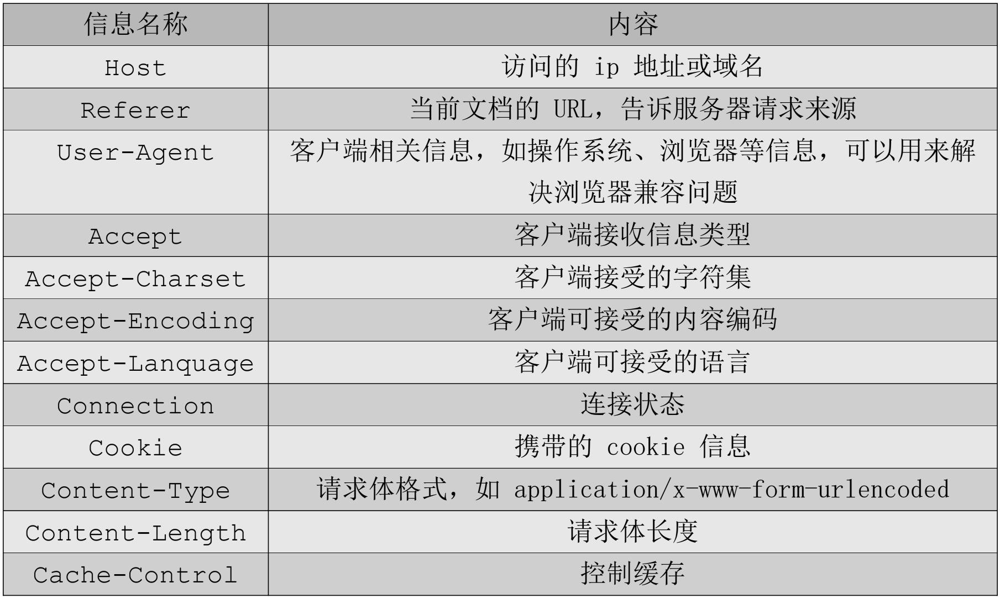 信息名称 内容
Host 访问的 ip 地址或域名
Referer 当前文档的 URL，告诉服务器请求来源
User-Agent 客户端相关信息，如操作系统、浏览器等信息，可以用来解
决浏览器兼容问题
Accept 客户端接收信息类型
Accept-Charset 客户端接受的字符集
Accept-Encoding 客户端可接受的内容编码
Accept-Lanquage 客户端可接受的语言
Connection 连接状态
Cookie 携带的 cookie 信息
Content-Type 请求体格式，如 application/x-www-form-urlencoded
Content-Length 请求体长度
Cache-Control 控制缓存